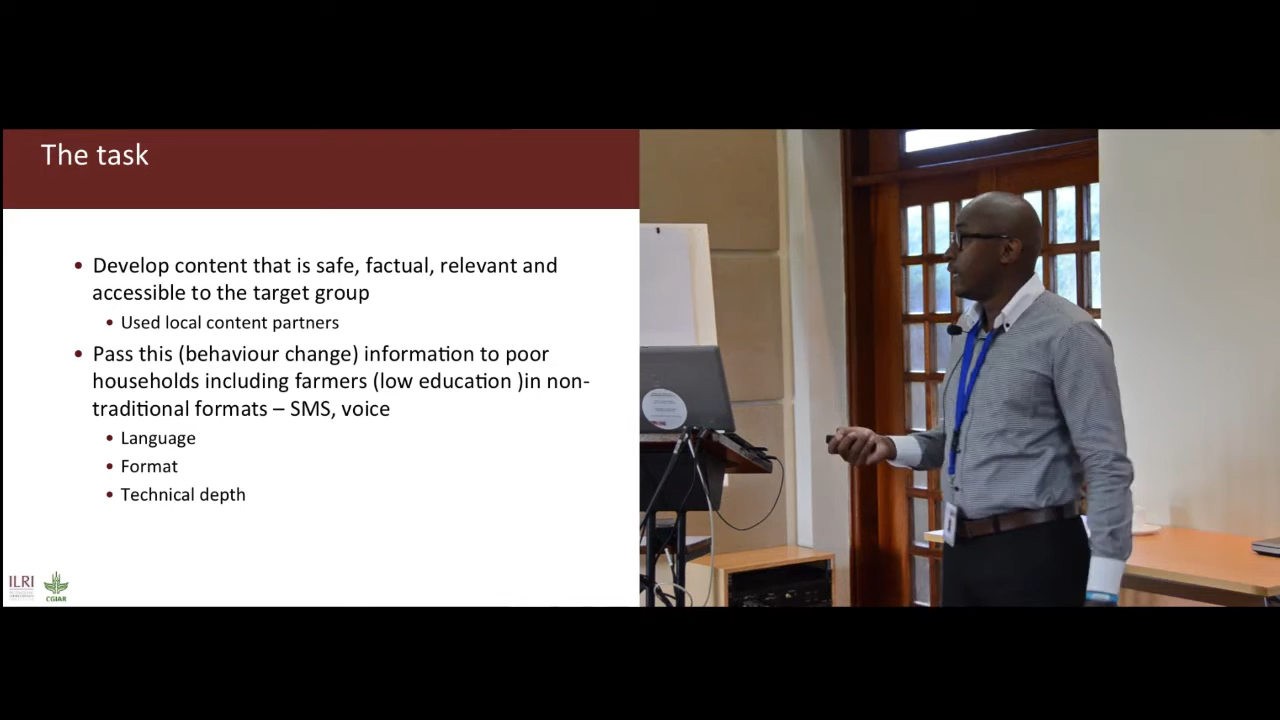 The task
• Develop content that is safe, factual, relevant and
accessible to the target group
• Used local content partners
• Pass this (behaviour change) information to poor
households including farmers (low education )in non-
traditional formats – SMS, voice
• Language
• Format
• Technical depth
ILRI
CGIAR